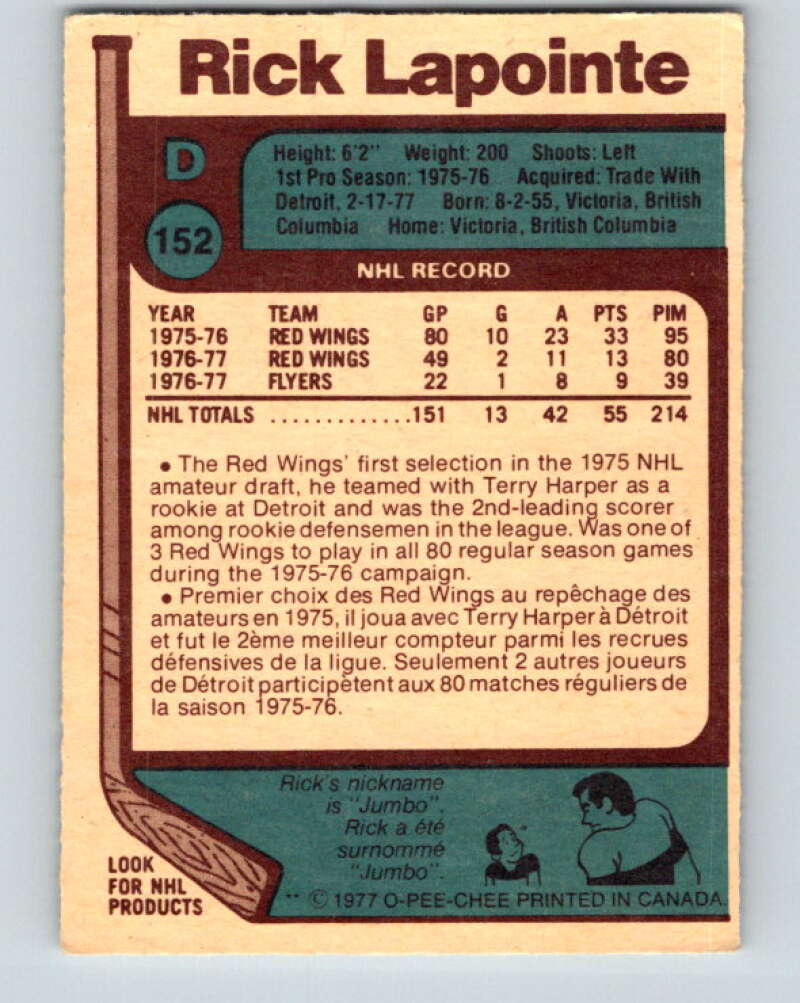 Rick Lapointe
D
152
Height: 6'2" Weight: 200 Shoots: Left
1st Pro Season: 1975-76 Acquired: Trade With
Detroit, 2-17-77 Born: 8-2-55, Victoria, British
Columbia Home: Victoria, British Columbia
NHL RECORD
YEAR TEAM GP G A PTS PIM
1975-76 RED WINGS 80 10 23 33 95
1976-77 RED WINGS 49 2 11 13 80
1976-77 FLYERS 22 1 8 9 39
NHL TOTALS .............151 13 42 55 214
• The Red Wings' first selection in the 1975 NHL
amateur draft, he teamed with Terry Harper as a
rookie at Detroit and was the 2nd-leading scorer
among rookie defensemen in the league. Was one of
3 Red Wings to play in all 80 regular season games
during the 1975-76 campaign.
• Premier choix des Red Wings au repêchage des
amateurs en 1975, il joua avec Terry Harper à Détroit
et fut le 2ème meilleur compteur parmi les recrues
défensives de la ligue. Seulement 2 autres joueurs
de Détroit participètent aux 80 matches réguliers de
la saison 1975-76.
Rick's nickname
is "Jumbo".
Rick a été
surnommé
"Jumbo".
LOOK
FOR NHL
PRODUCTS
** © 1977 O-PEE-CHEE PRINTED IN CANADA.